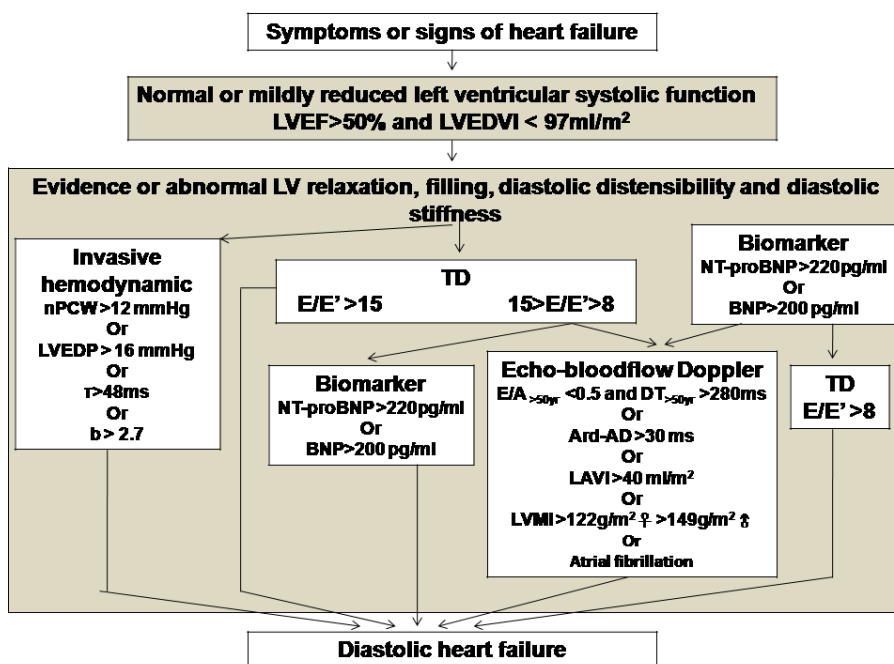 Symptoms or signs of heart failure
Normal or mildly reduced left ventricular systolic function
LVEF>50% and LVEDVI < 97ml/m²
Evidence or abnormal LV relaxation, filling, diastolic distensibility and diastolic
stiffness
Invasive
hemodynamic
nPCW>12 mmHg
Or
LVEDP> 16 mmHg
Or
τ>48ms
Or
b> 2.7
TD
E/E’ >15 15>E/E’>8
Biomarker
NT-proBNP>220pg/ml
Or
BNP>200 pg/ml
Biomarker
NT-proBNP>220pg/ml
Or
BNP>200 pg/ml
Echo-bloodflow Doppler
E/A >50yr <0.5 and DT>50yr >280ms
Or
Ard-AD>30 ms
Or
LAVI>40 ml/m²
Or
LVMI>122g/m² ♀ >149g/m² ♂
Or
Atrial fibrillation
TD
E/E’ >8
Diastolic heart failure